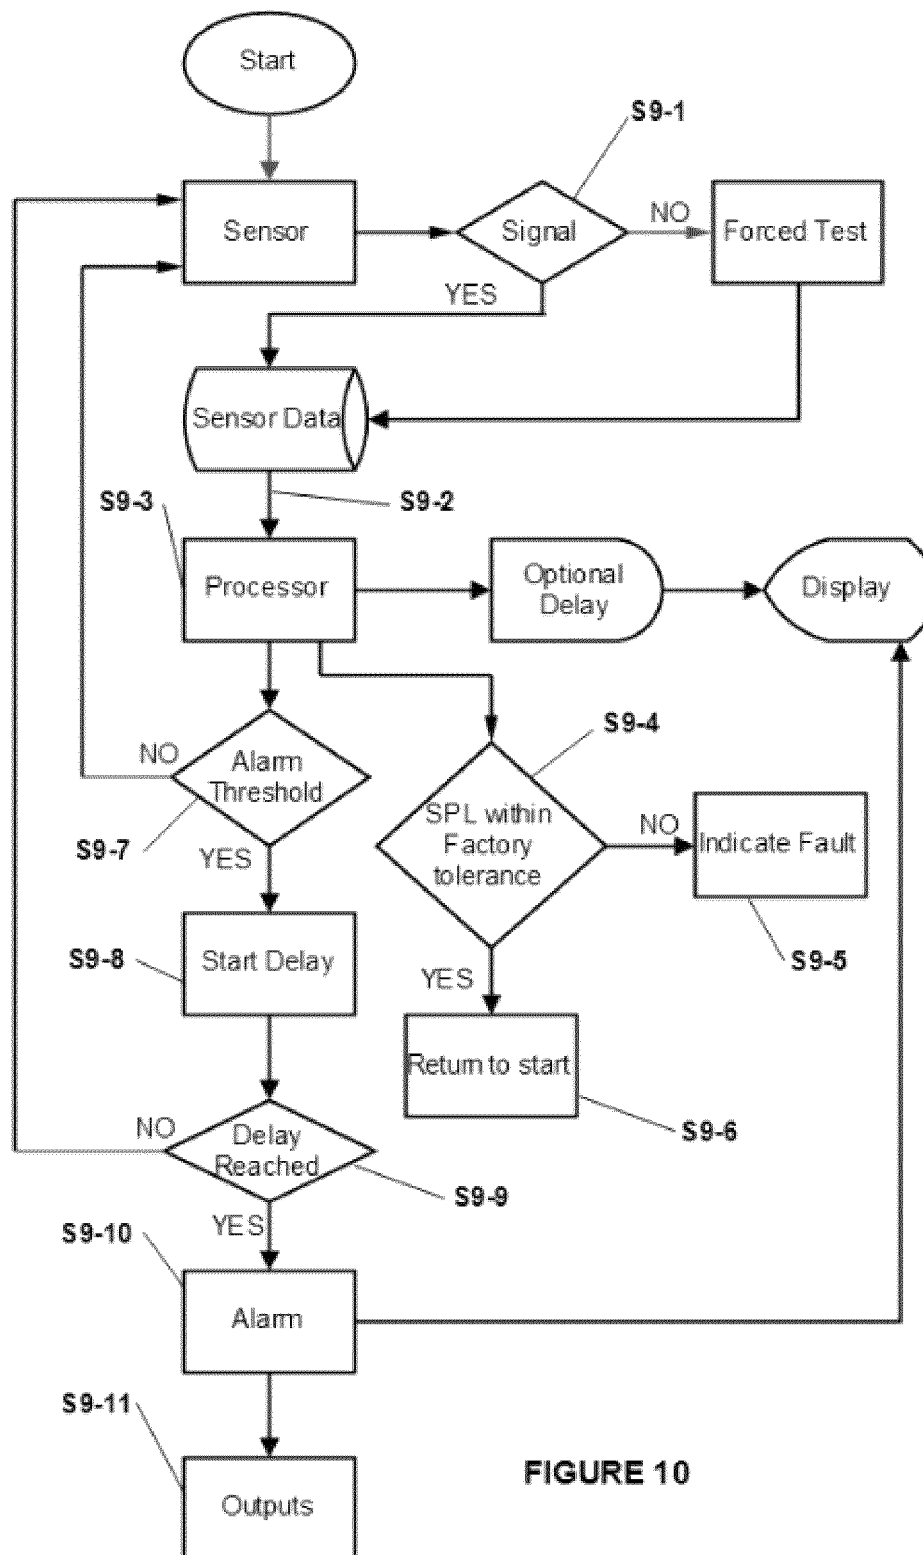 Start
S9-1
Sensor
Signal
NO
Forced Test
YES
Sensor Data
S9-3
S9-2
Processor
Optional
Delay
Display
S9-4
NO
Alarm
Threshold
SPL within
Factory
tolerance
NO
Indicate Fault
S9-7
YES
S9-8
Start Delay
S9-5
YES
Return to start
NO
Delay
Reached
S9-6
S9-9
YES
S9-10
Alarm
S9-11
FIGURE 10
Outputs